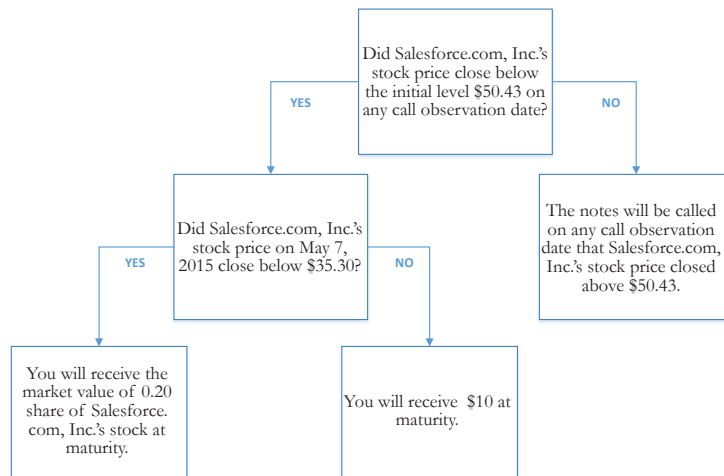 Did Salesforce.com, Inc.'s
stock price close below
the initial level $50.43 on
any call observation date?
YES
NO
Did Salesforce.com, Inc.'s
stock price on May 7,
2015 close below $35.30?
The notes will be called
on any call observation
date that Salesforce.com,
Inc.'s stock price closed
above $50.43.
YES
NO
You will receive the
market value of 0.20
share of Salesforce.
com, Inc.'s stock at
maturity.
You will receive $10 at
maturity.